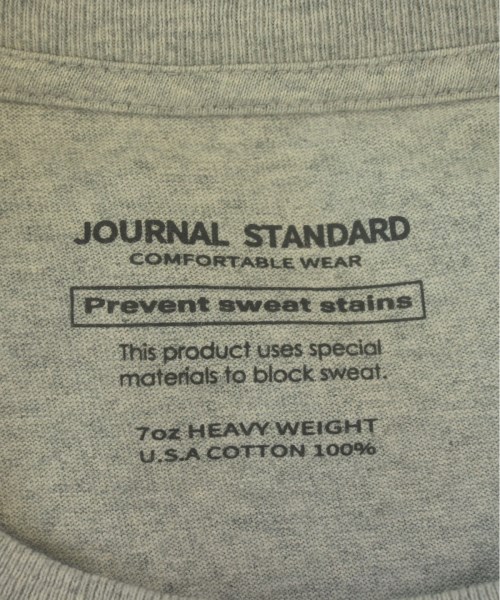 JOURNAL STANDARD
COMFORTABLE WEAR
Prevent sweat stains
This product uses special
materials to block sweat.
7oz HEAVY WEIGHT
U.S.A COTTON 100%